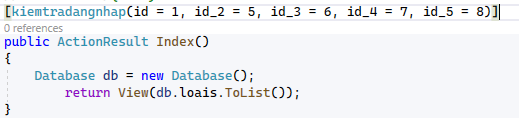 [kiemtradangnhap(id = 1, id_2 = 5, id_3 = 6, id_4 = 7, id_5 = 8)]
0 references
public ActionResult Index()
{
Database db = new Database();
return View(db.loais.ToList());
}